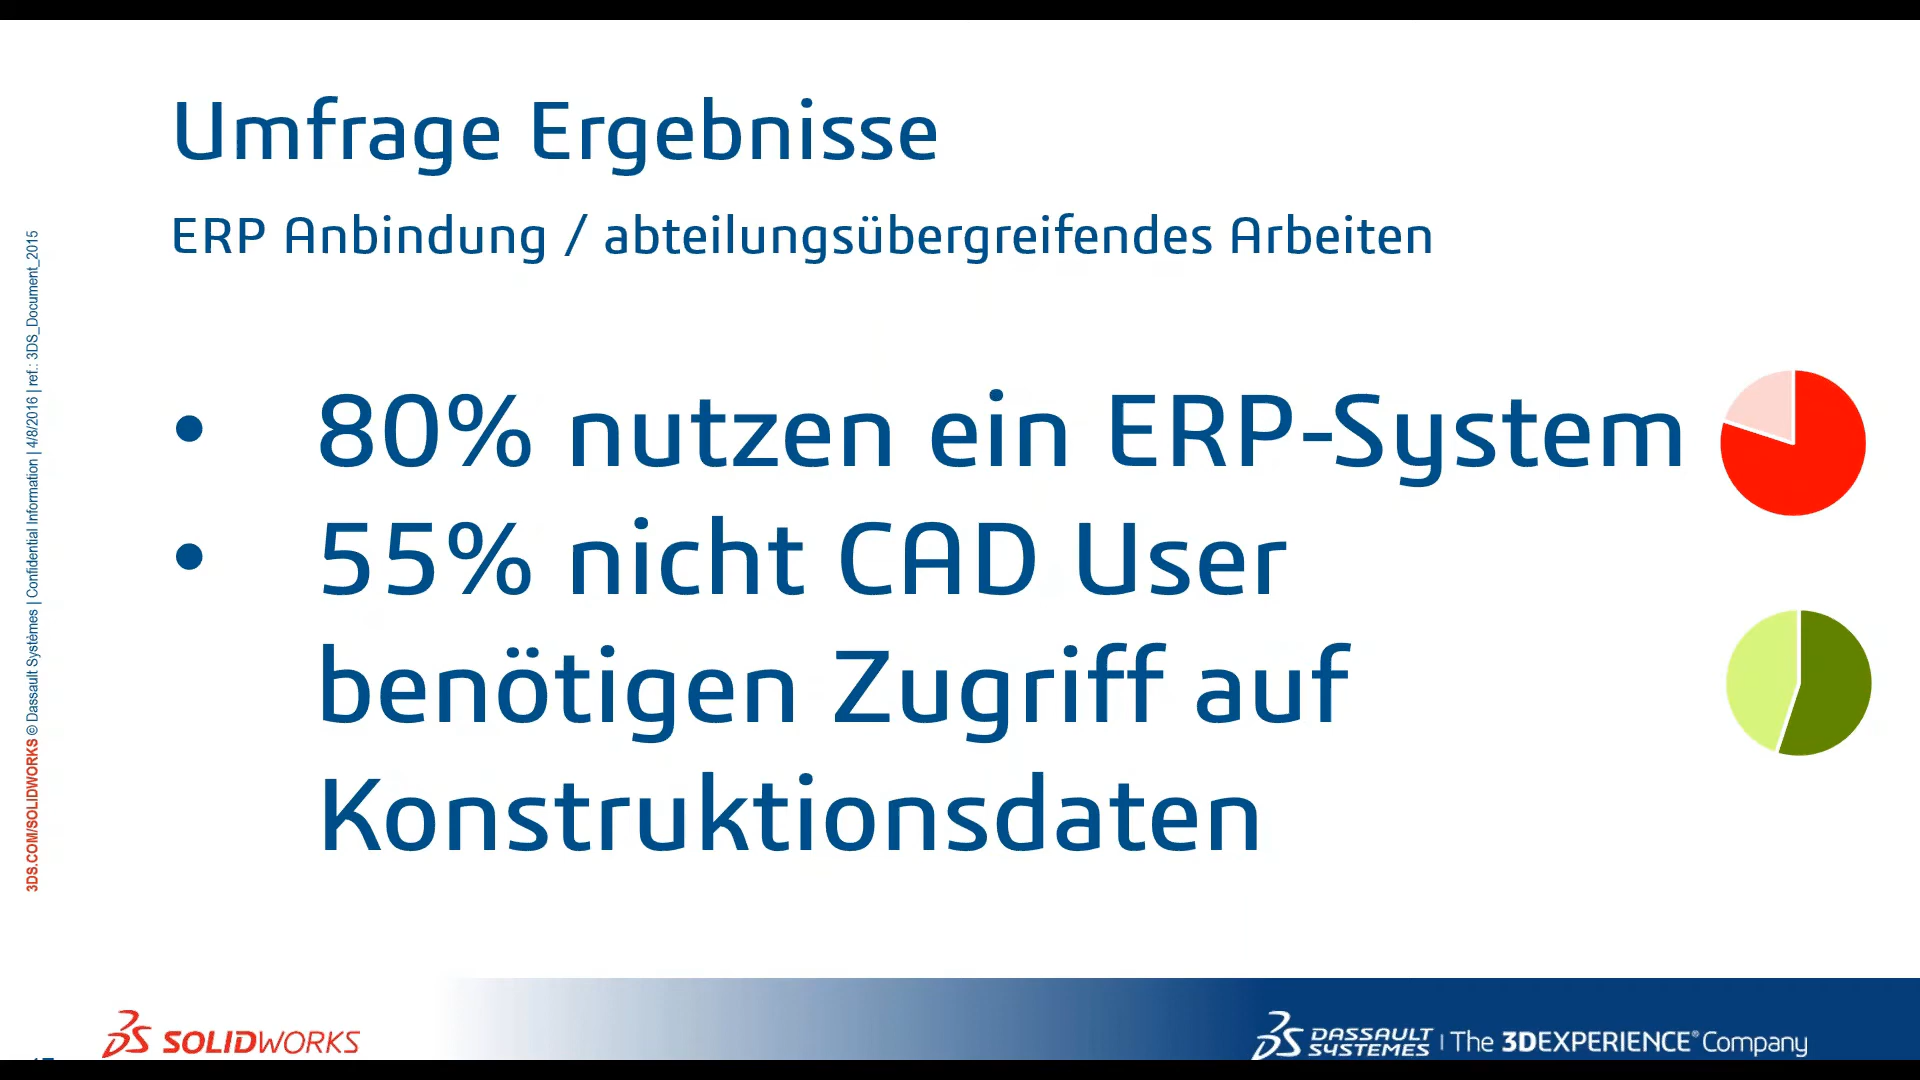 Umfrage Ergebnisse
ERP Anbindung / abteilungsübergreifendes Arbeiten
• 80% nutzen ein ERP-System
• 55% nicht CAD User
benötigen Zugriff auf
Konstruktionsdaten
3DS.COM/SOLIDWORKS © Dassault Systèmes | Confidential Information | 4/8/2016 | ref.: 3DS_Document_2015
SOLIDWORKS
DASSAULT SYSTEMES | The 3DEXPERIENCE® Company